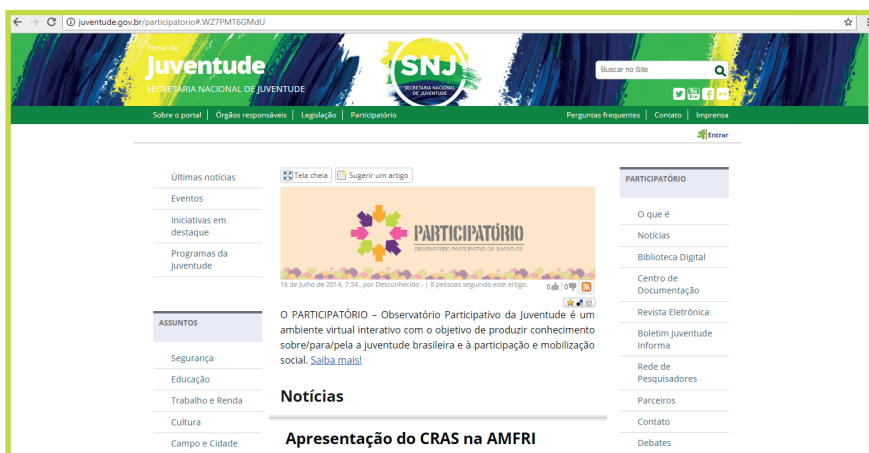 juventude.gov.br/participatorio#.WZ7PMT6GMdU
Portal da
Juventude
SECRETARIA NACIONAL DE JUVENTUDE
SNJ
SECRETARIA NACIONAL
DE JUVENTUDE
Buscar no Site
Sobre o portal | Órgãos responsáveis | Legislação | Participatório
Perguntas frequentes | Contato | Imprensa
Entrar
Últimas notícias
Eventos
Iniciativas em
destaque
Programas da
Juventude
ASSUNTOS
Segurança
Educação
Trabalho e Renda
Cultura
Campo e Cidade
Tela cheia
Sugerir um artigo
PARTICIPATÓRIO
OBSERVATÓRIO PARTICIPATIVO DA JUVENTUDE
16 de Julho de 2014, 7:34 , por Desconhecido - | 8 pessoas seguindo este artigo.
8 | 0
O PARTICIPATÓRIO – Observatório Participativo da Juventude é um
ambiente virtual interativo com o objetivo de produzir conhecimento
sobre/para/pela a juventude brasileira e à participação e mobilização
social. Saiba mais!
Notícias
Apresentação do CRAS na AMFRI
PARTICIPATÓRIO
O que é
Notícias
Biblioteca Digital
Centro de
Documentação
Revista Eletrônica
Boletim Juventude
Informa
Rede de
Pesquisadores
Parceiros
Contato
Debates